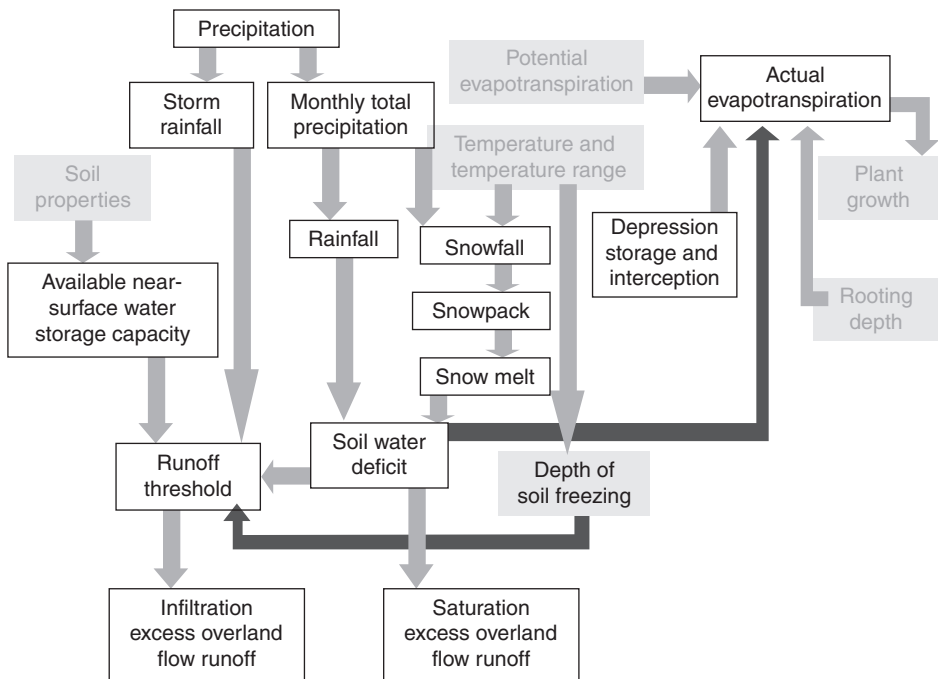 Precipitation
Storm
rainfall
Monthly total
precipitation
Potential
evapotranspiration
Actual
evapotranspiration
Temperature and
temperature range
Soil
properties
Plant
growth
Rainfall
Snowfall
Depression
storage and
interception
Available near-
surface water
storage capacity
Snowpack
Rooting
depth
Snow melt
Runoff
threshold
Soil water
deficit
Depth of
soil freezing
Infiltration
excess overland
flow runoff
Saturation
excess overland
flow runoff